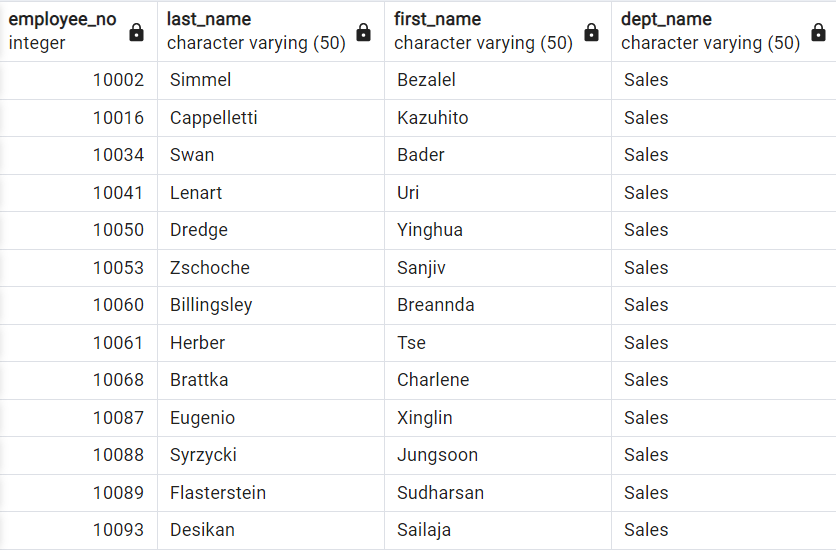 employee_no last_name first_name dept_name
integer character varying (50) character varying (50) character varying (50)
10002 Simmel Bezalel Sales
10016 Cappelletti Kazuhito Sales
10034 Swan Bader Sales
10041 Lenart Uri Sales
10050 Dredge Yinghua Sales
10053 Zschoche Sanjiv Sales
10060 Billingsley Breannda Sales
10061 Herber Tse Sales
10068 Brattka Charlene Sales
10087 Eugenio Xinglin Sales
10088 Syrzycki Jungsoon Sales
10089 Flasterstein Sudharsan Sales
10093 Desikan Sailaja Sales